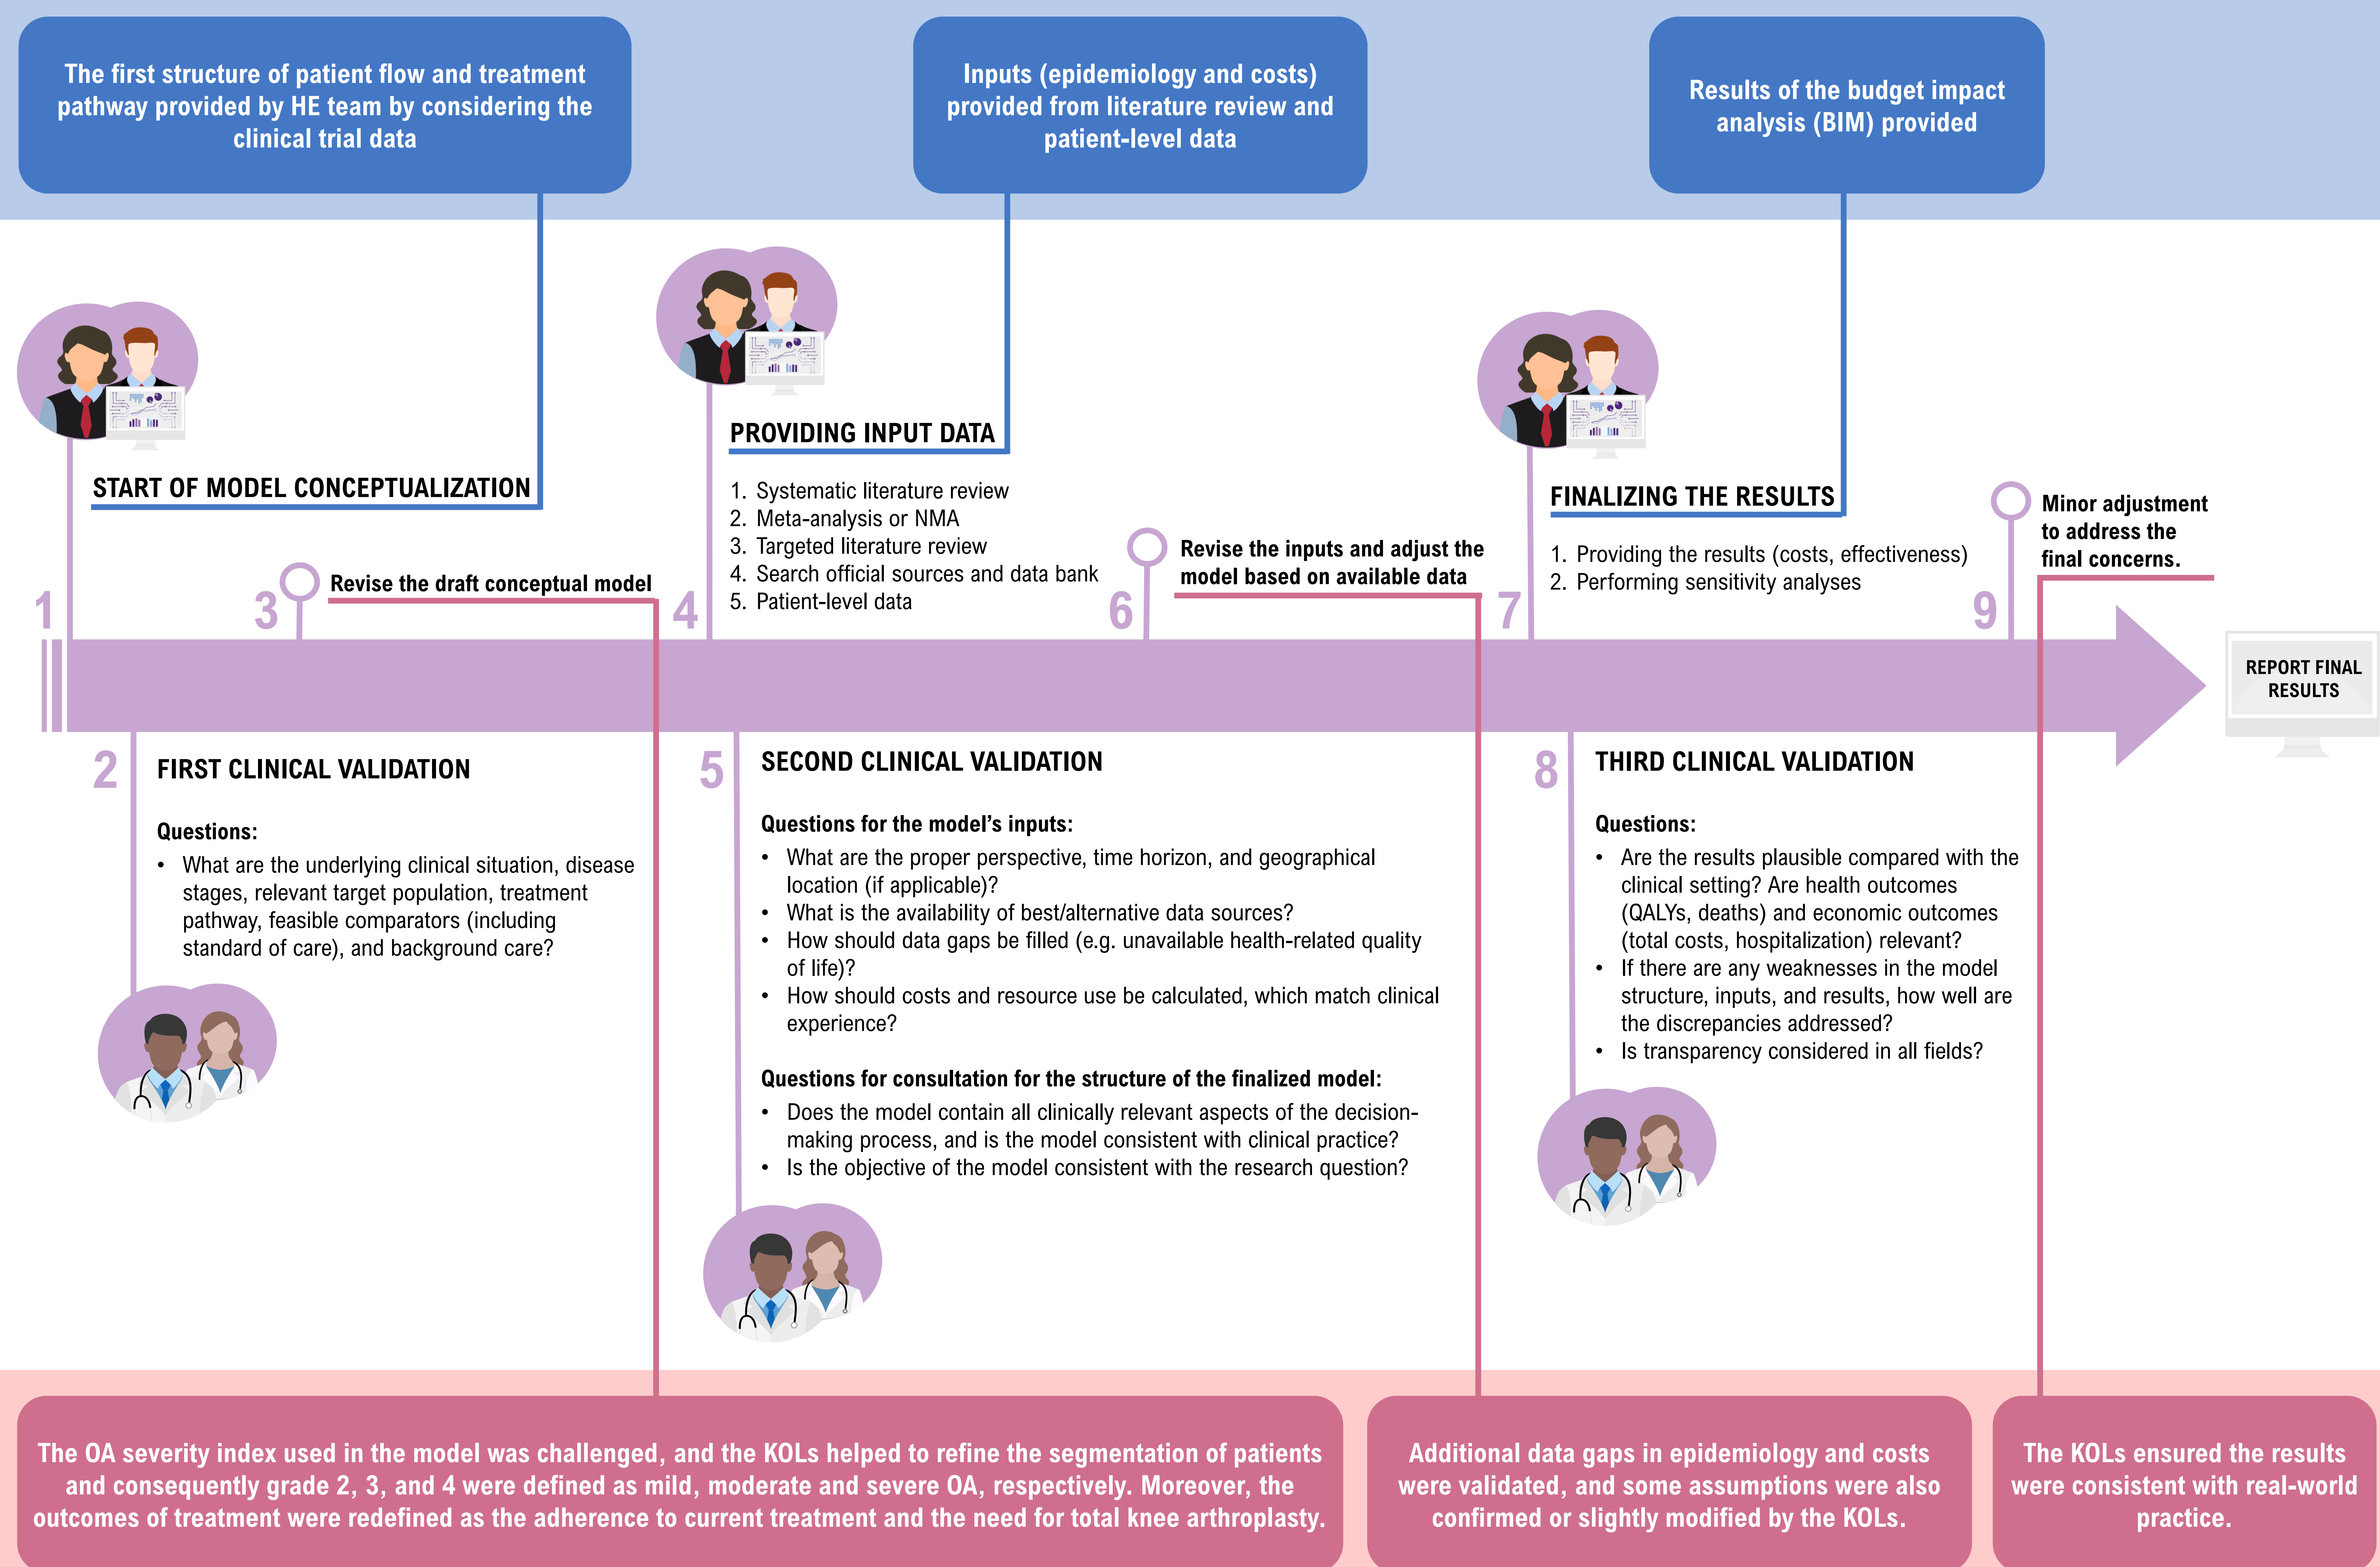 The first structure of patient flow and treatment
pathway provided by HE team by considering the
clinical trial data
Inputs (epidemiology and costs)
provided from literature review and
patient-level data
Results of the budget impact
analysis (BIM) provided
1
START OF MODEL CONCEPTUALIZATION
3
Revise the draft conceptual model
4
PROVIDING INPUT DATA
1. Systematic literature review
2. Meta-analysis or NMA
3. Targeted literature review
4. Search official sources and data bank
5. Patient-level data
6
Revise the inputs and adjust the
model based on available data
7
FINALIZING THE RESULTS
1. Providing the results (costs, effectiveness)
2. Performing sensitivity analyses
9
Minor adjustment
to address the
final concerns.
REPORT FINAL
RESULTS
2
FIRST CLINICAL VALIDATION
Questions:
• What are the underlying clinical situation, disease
stages, relevant target population, treatment
pathway, feasible comparators (including
standard of care), and background care?
5
SECOND CLINICAL VALIDATION
Questions for the model’s inputs:
• What are the proper perspective, time horizon, and geographical
location (if applicable)?
• What is the availability of best/alternative data sources?
• How should data gaps be filled (e.g. unavailable health-related quality
of life)?
• How should costs and resource use be calculated, which match clinical
experience?
Questions for consultation for the structure of the finalized model:
• Does the model contain all clinically relevant aspects of the decision-
making process, and is the model consistent with clinical practice?
• Is the objective of the model consistent with the research question?
8
THIRD CLINICAL VALIDATION
Questions:
• Are the results plausible compared with the
clinical setting? Are health outcomes
(QALYs, deaths) and economic outcomes
(total costs, hospitalization) relevant?
• If there are any weaknesses in the model
structure, inputs, and results, how well are
the discrepancies addressed?
• Is transparency considered in all fields?
The OA severity index used in the model was challenged, and the KOLs helped to refine the segmentation of patients
and consequently grade 2, 3, and 4 were defined as mild, moderate and severe OA, respectively. Moreover, the
outcomes of treatment were redefined as the adherence to current treatment and the need for total knee arthroplasty.
Additional data gaps in epidemiology and costs
were validated, and some assumptions were also
confirmed or slightly modified by the KOLs.
The KOLs ensured the results
were consistent with real-world
practice.